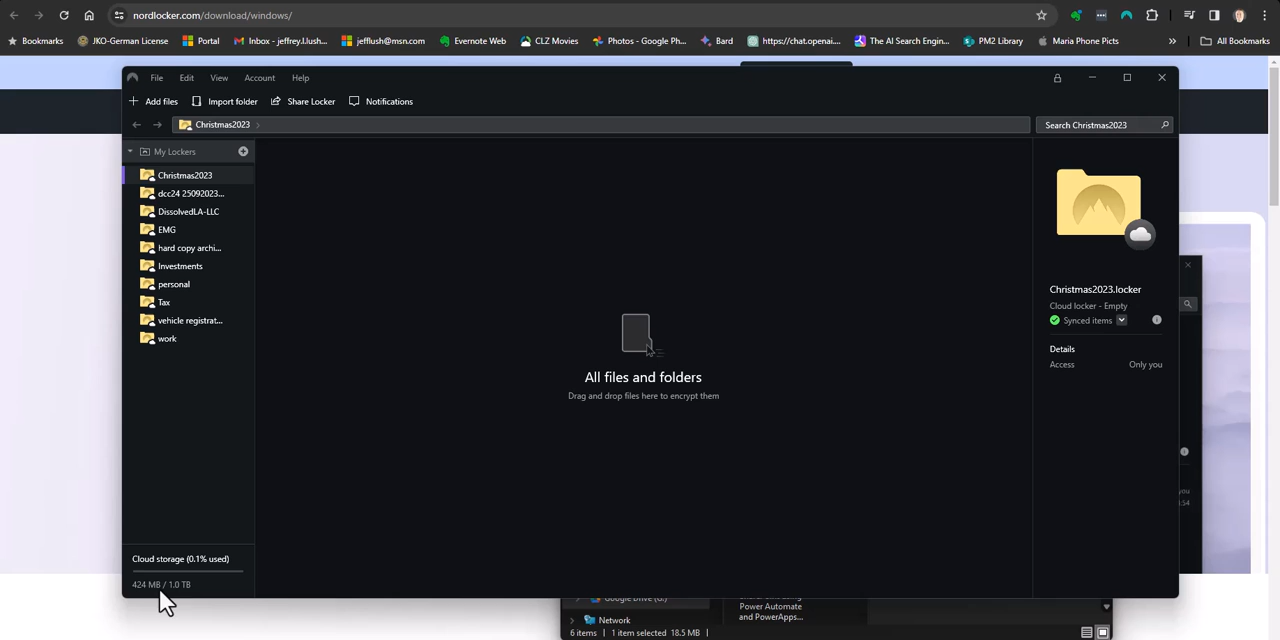 nordlocker.com/download/windows/
Bookmarks JKO-German License Portal Inbox - jeffrey.l.lush... jefflush@msn.com Evernote Web CLZ Movies Photos - Google Ph... Bard https://chat.openai.... The AI Search Engin... PM2 Library Maria Phone Picts » All Bookmarks
File Edit View Account Help
Add files Import folder Share Locker Notifications
Christmas2023 Search Christmas2023
My Lockers
Christmas2023
dcc24 25092023...
DissolvedLA-LLC
EMG
hard copy archi...
Investments
personal
Tax
vehicle registrat...
work
All files and folders
Drag and drop files here to encrypt them
Christmas2023.locker
Cloud locker - Empty
Synced items
Details
Access Only you
Cloud storage (0.1% used)
424 MB / 1.0 TB
you
:54
Google Drive (G:)
Network
Power Automate
and PowerApps...
6 items 1 item selected 18.5 MB